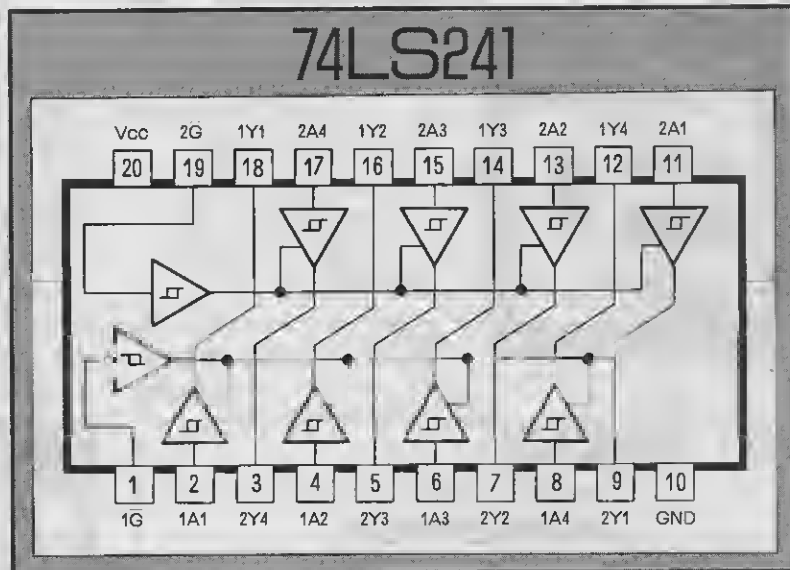 74LS241
Vcc 2G 1Y1 2A4 1Y2 2A3 1Y3 2A2 1Y4 2A1
20 19 18 17 16 15 14 13 12 11
1 2 3 4 5 6 7 8 9 10
1G̅ 1A1 2Y4 1A2 2Y3 1A3 2Y2 1A4 2Y1 GND